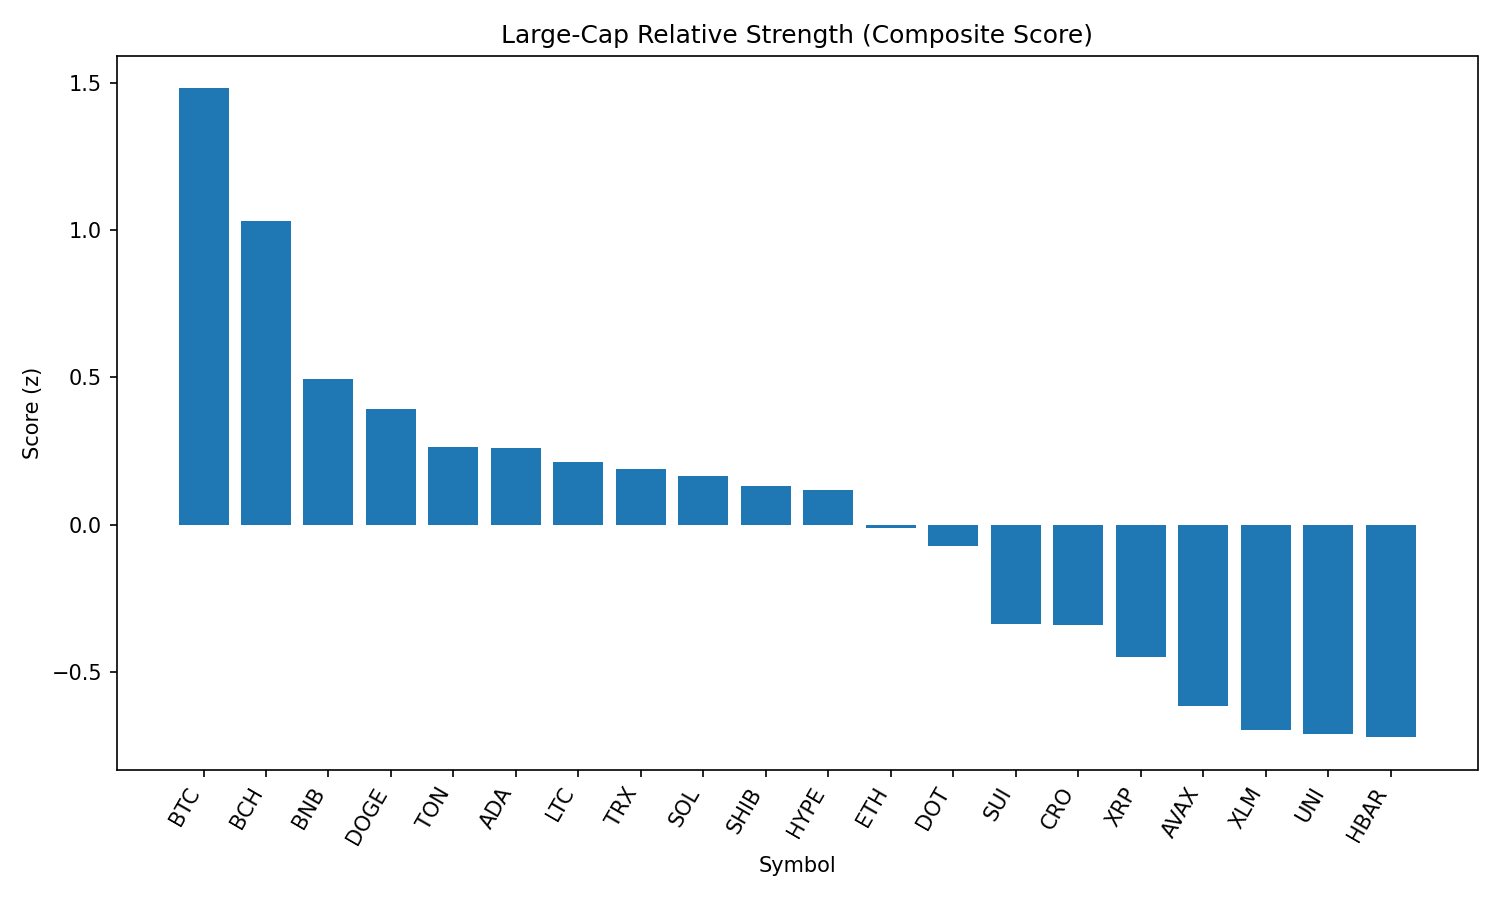 Large-Cap Relative Strength (Composite Score)
1.5
1.0
0.5
0.0
−0.5
Score (z)
BTC
BCH
BNB
DOGE
TON
ADA
LTC
TRX
SOL
SHIB
HYPE
ETH
DOT
SUI
CRO
XRP
AVAX
XLM
UNI
HBAR
Symbol